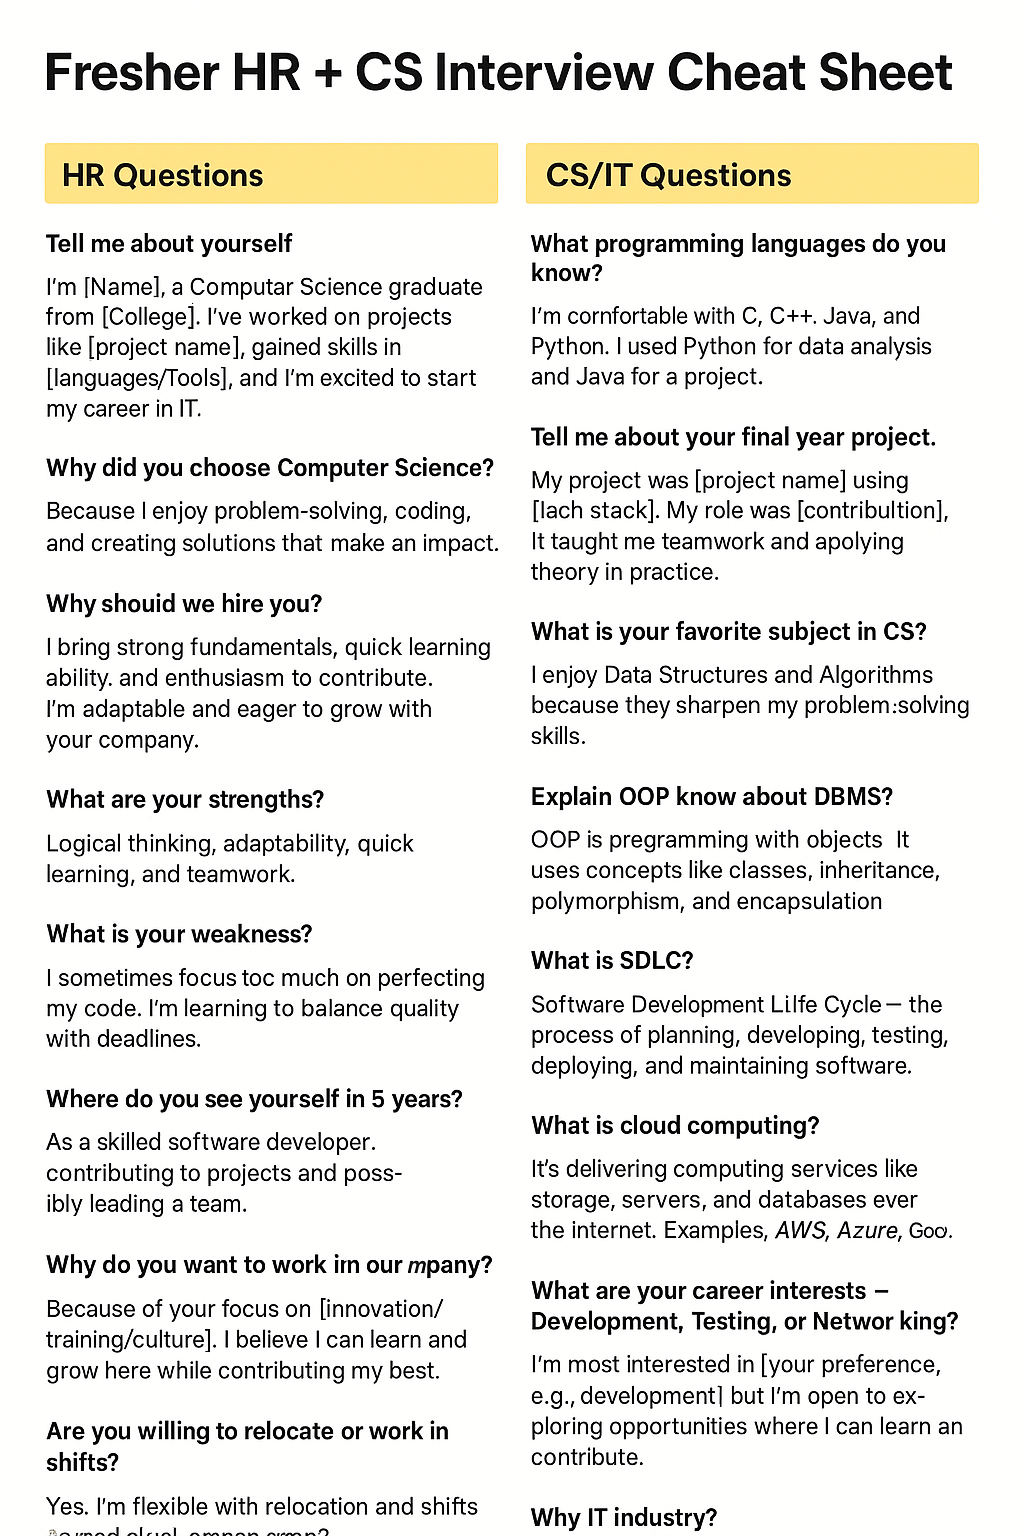 Fresher HR + CS Interview Cheat Sheet
HR Questions
Tell me about yourself
I'm [Name], a Computar Science graduate
from [College]. I've worked on projects
like [project name], gained skills in
[languages/Tools], and I'm excited to start
my career in IT.
Why did you choose Computer Science?
Because I enjoy problem-solving, coding,
and creating solutions that make an impact.
Why shouid we hire you?
I bring strong fundamentals, quick learning
ability. and enthusiasm to contribute.
I'm adaptable and eager to grow with
your company.
What are your strengths?
Logical thinking, adaptability, quick
learning, and teamwork.
What is your weakness?
I sometimes focus toc much on perfecting
my code. I'm learning to balance quality
with deadlines.
Where do you see yourself in 5 years?
As a skilled software developer.
contributing to projects and poss-
ibly leading a team.
Why do you want to work in our mpany?
Because of your focus on [innovation/
training/culture]. I believe I can learn and
grow here while contributing my best.
Are you willing to relocate or work in
shifts?
Yes. I'm flexible with relocation and shifts
CS/IT Questions
What programming languages do you
know?
I'm cornfortable with C, C++. Java, and
Python. I used Python for data analysis
and Java for a project.
Tell me about your final year project.
My project was [project name] using
[lach stack]. My role was [contribultion],
It taught me teamwork and apolying
theory in practice.
What is your favorite subject in CS?
I enjoy Data Structures and Algorithms
because they sharpen my problem:solving
skills.
Explain OOP know about DBMS?
OOP is pregramming with objects It
uses concepts like classes, inheritance,
polymorphism, and encapsulation
What is SDLC?
Software Development Lilfe Cycle – the
process of planning, developing, testing,
deploying, and maintaining software.
What is cloud computing?
It's delivering computing services like
storage, servers, and databases ever
the internet. Examples, AWS, Azure, Goo.
What are your career interests –
Development, Testing, or Networ king?
I'm most interested in [your preference,
e.g., development] but I'm open to ex-
ploring opportunities where I can learn an
contribute.
Why IT industry?